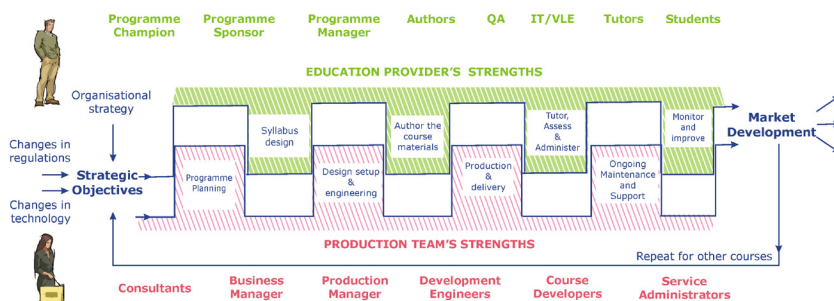 Programme Champion
Programme Sponsor
Programme Manager
Authors
QA
IT/VLE
Tutors
Students
EDUCATION PROVIDER'S STRENGTHS
Organisational
strategy
Changes in
regulations
Strategic
Objectives
Changes in
technology
Programme
Planning
Syllabus
design
Design setup
&
engineering
Author the
course
materials
Production
&
delivery
Tutor,
Assess
&
Administer
Ongoing
Maintenance
and
Support
Monitor
and
improve
Market
Development
PRODUCTION TEAM'S STRENGTHS
Repeat for other courses
Consultants
Business
Manager
Production
Manager
Development
Engineers
Course
Developers
Service
Administrators